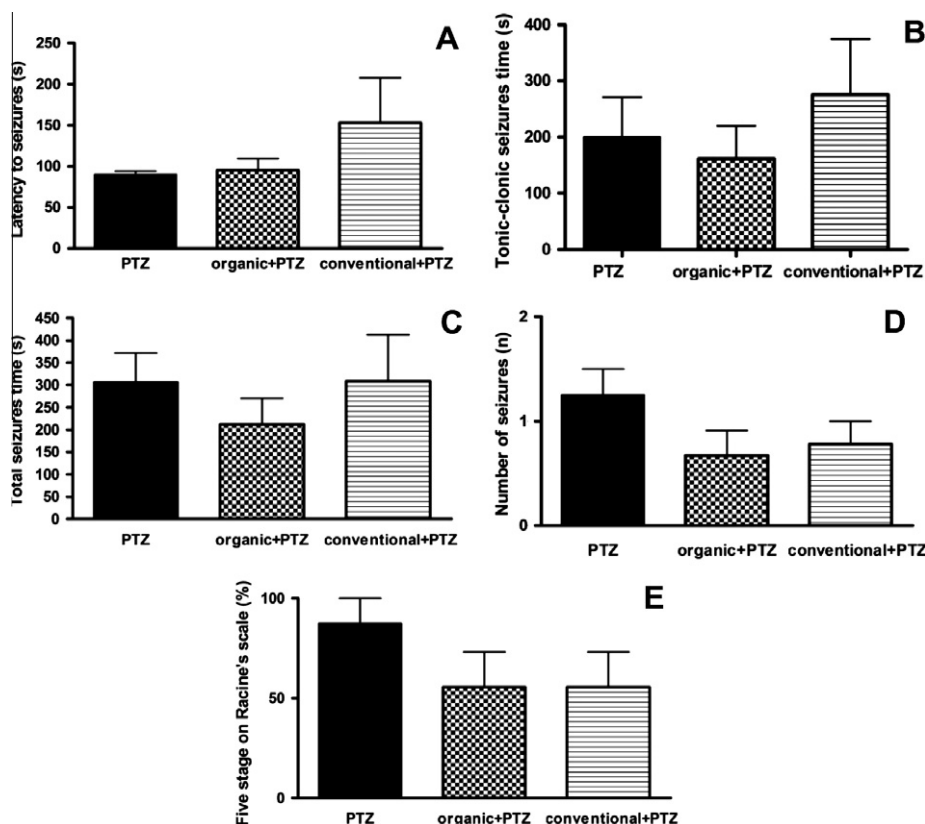 A
Latency to seizures (s)
250
200
150
100
50
0
PTZ organic+PTZ conventional+PTZ
B
Tonic-clonic seizures time (s)
400
300
200
100
0
PTZ organic+PTZ conventional+PTZ
C
Total seizures time (s)
450
400
350
300
250
200
150
100
50
0
PTZ organic+PTZ conventional+PTZ
D
Number of seizures (n)
2
1
0
PTZ organic+PTZ conventional+PTZ
E
Five stage on Racine's scale (%)
100
50
0
PTZ organic+PTZ conventional+PTZ